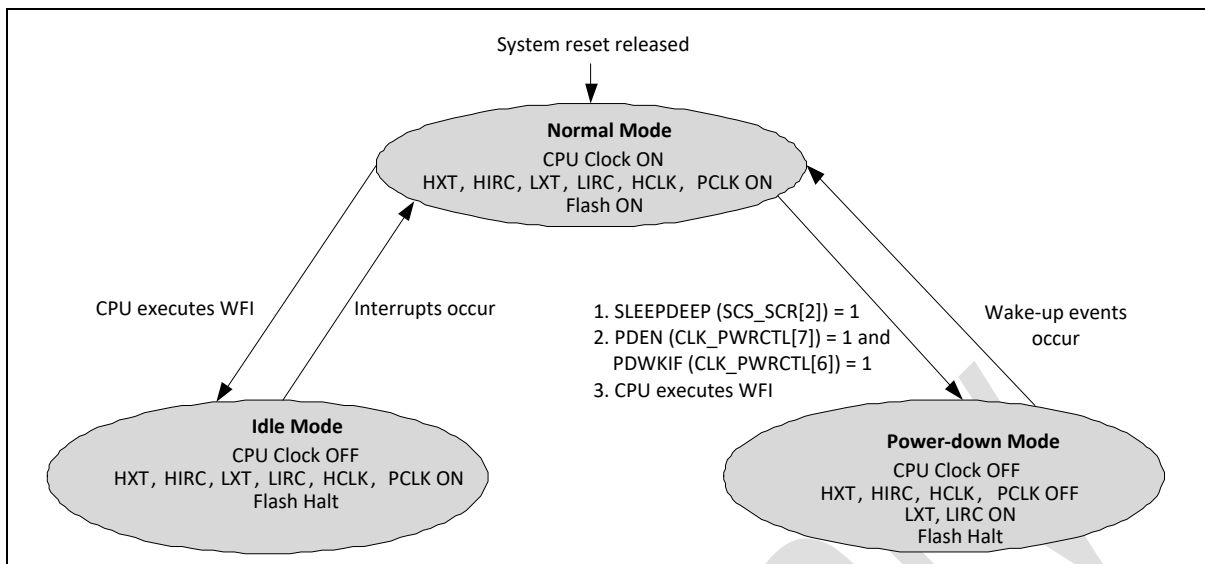 System reset released
Normal Mode
CPU Clock ON
HXT, HIRC, LXT, LIRC, HCLK, PCLK ON
Flash ON
CPU executes WFI
Interrupts occur
1. SLEEPDEEP (SCS_SCR[2]) = 1
2. PDEN (CLK_PWRCTL[7]) = 1 and
PDWKIF (CLK_PWRCTL[6]) = 1
3. CPU executes WFI
Wake-up events
occur
Idle Mode
CPU Clock OFF
HXT, HIRC, LXT, LIRC, HCLK, PCLK ON
Flash Halt
Power-down Mode
CPU Clock OFF
HXT, HIRC, HCLK, PCLK OFF
LXT, LIRC ON
Flash Halt